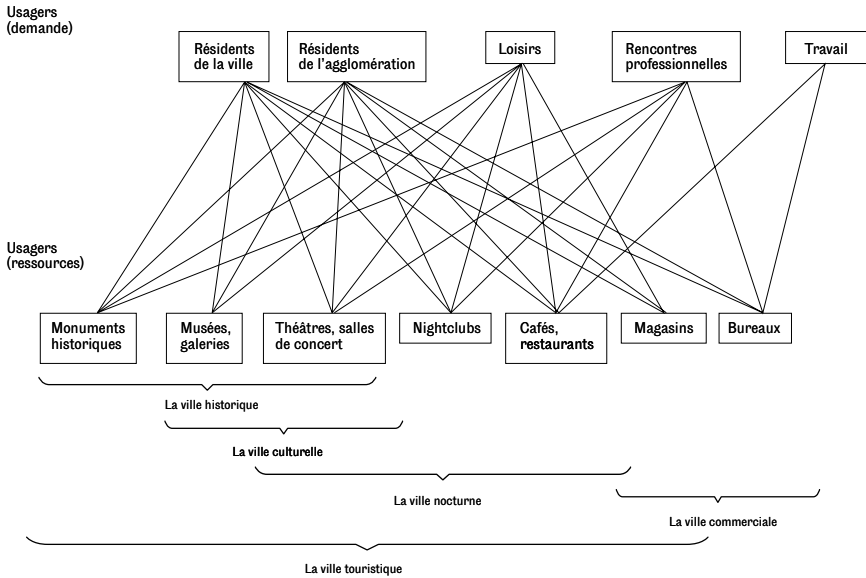 Usagers
(demande)
Résidents
de la ville
Résidents
de l'agglomération
Loisirs
Rencontres
professionnelles
Travail
Usagers
(ressources)
Monuments
historiques
Musées,
galeries
Théâtres, salles
de concert
Nightclubs
Cafés,
restaurants
Magasins
Bureaux
La ville historique
La ville culturelle
La ville nocturne
La ville commerciale
La ville touristique